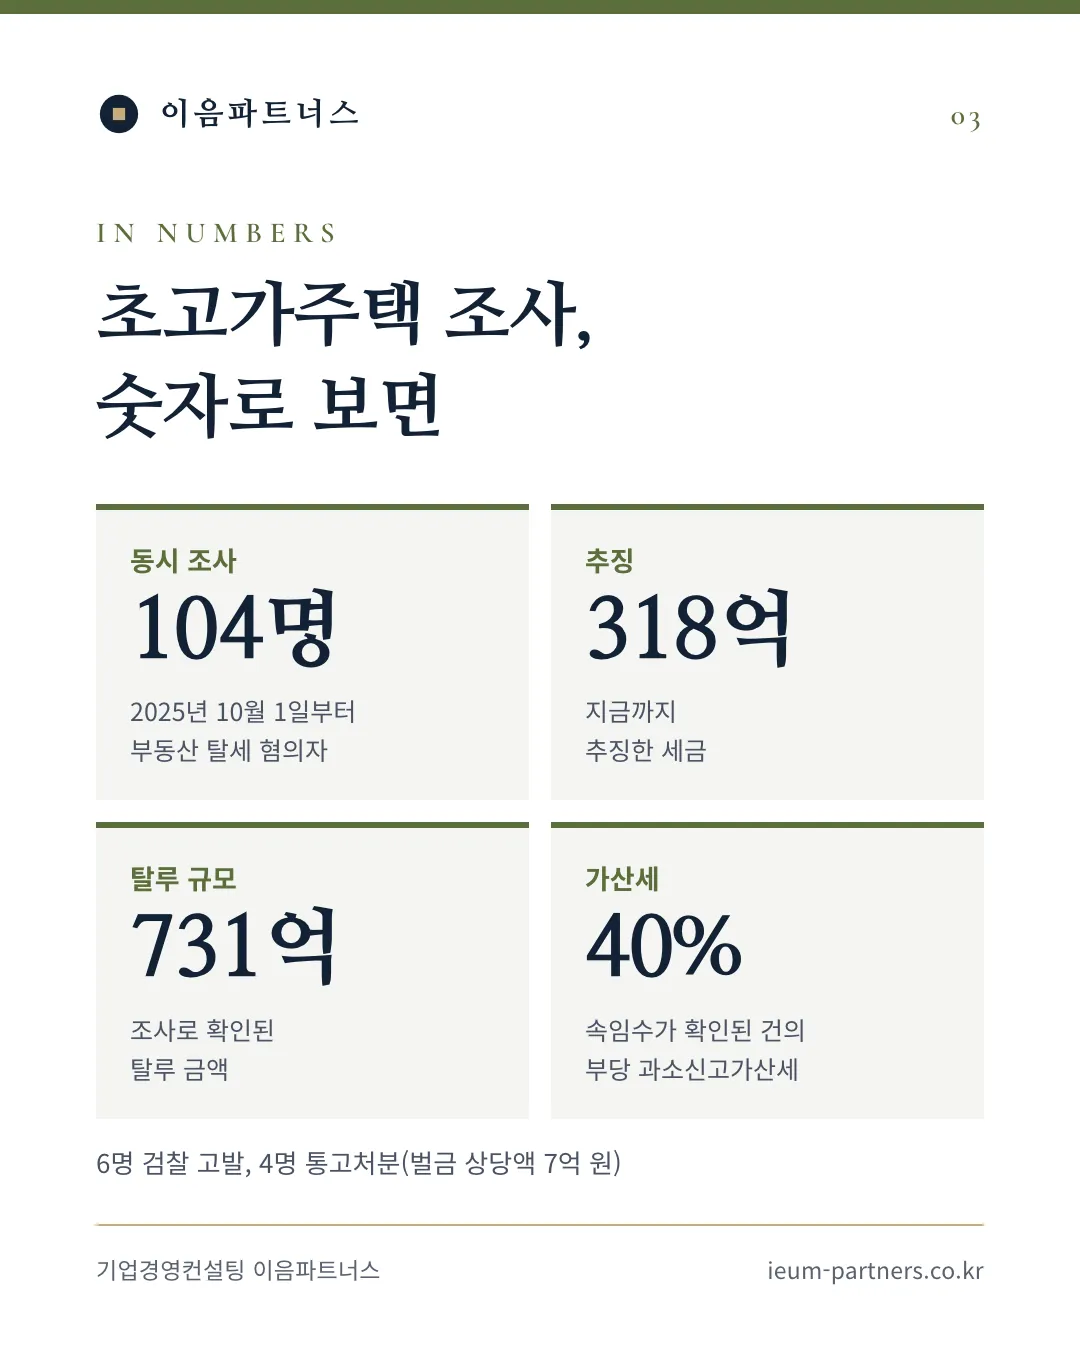 이음파트너스
03
IN NUMBERS
초고가주택 조사,
숫자로 보면
동시 조사
104명
2025년 10월 1일부터
부동산 탈세 혐의자
추징
318억
지금까지
추징한 세금
탈루 규모
731억
조사로 확인된
탈루 금액
가산세
40%
속임수가 확인된 건의
부당 과소신고가산세
6명 검찰 고발, 4명 통고처분(벌금 상당액 7억 원)
기업경영컨설팅 이음파트너스
ieum-partners.co.kr